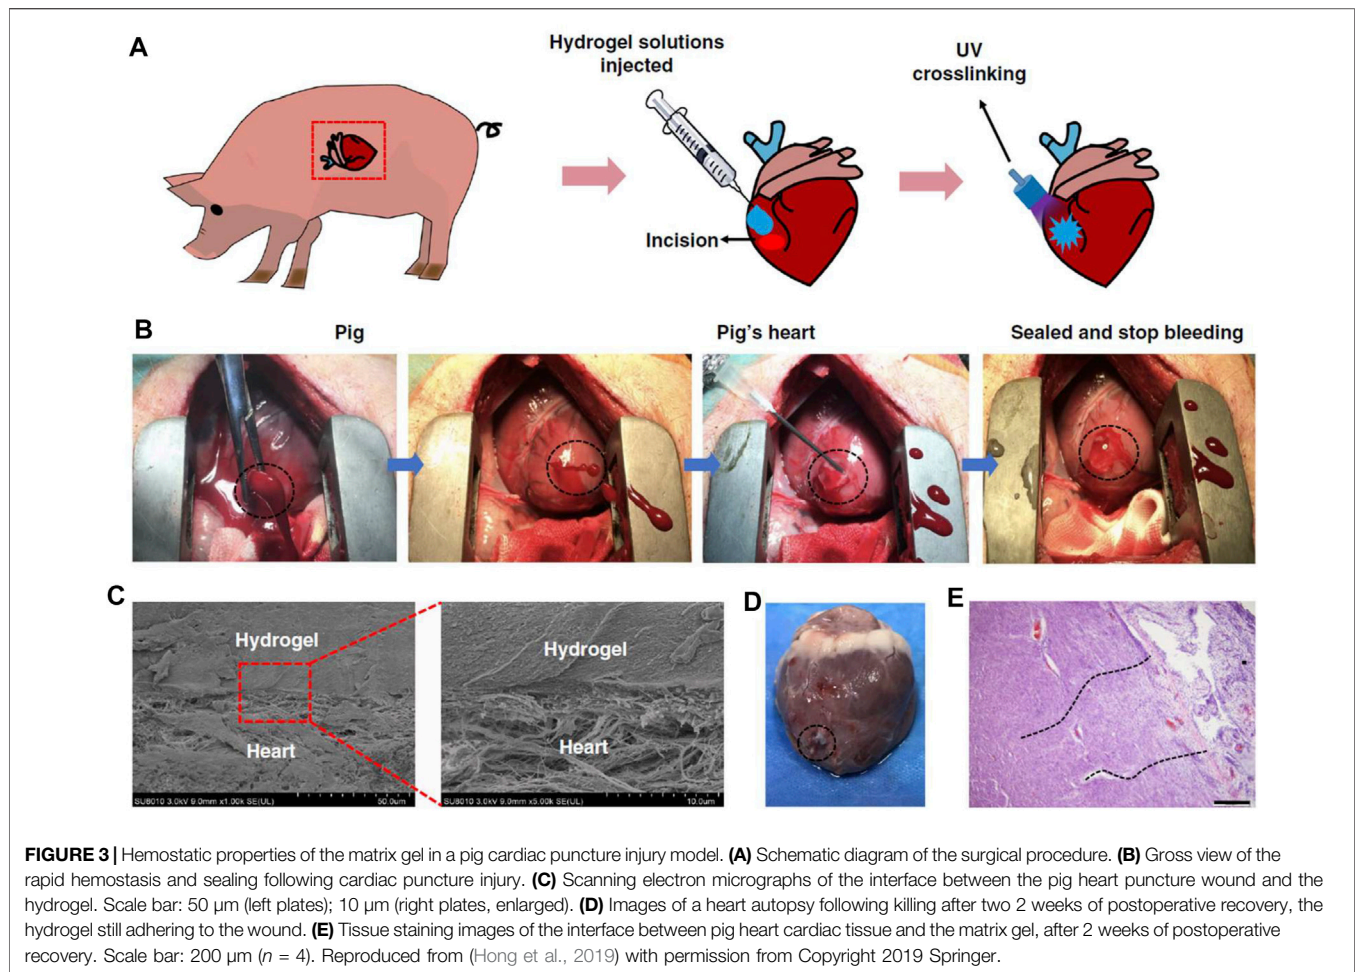 A
Hydrogel solutions
injected
UV
crosslinking
Incision
B
Pig
Pig's heart
Sealed and stop bleeding
C
Hydrogel
Heart
SU8010 3.0kV 9.0mm x1.00k SE(UL)
50.0um
Hydrogel
Heart
SU8010 3.0kV 9.0mm x5.00k SE(UL)
10.0um
D
E
FIGURE 3 | Hemostatic properties of the matrix gel in a pig cardiac puncture injury model. (A) Schematic diagram of the surgical procedure. (B) Gross view of the
rapid hemostasis and sealing following cardiac puncture injury. (C) Scanning electron micrographs of the interface between the pig heart puncture wound and the
hydrogel. Scale bar: 50 μm (left plates); 10 μm (right plates, enlarged). (D) Images of a heart autopsy following killing after two 2 weeks of postoperative recovery, the
hydrogel still adhering to the wound. (E) Tissue staining images of the interface between pig heart cardiac tissue and the matrix gel, after 2 weeks of postoperative
recovery. Scale bar: 200 μm (n = 4). Reproduced from (Hong et al., 2019) with permission from Copyright 2019 Springer.